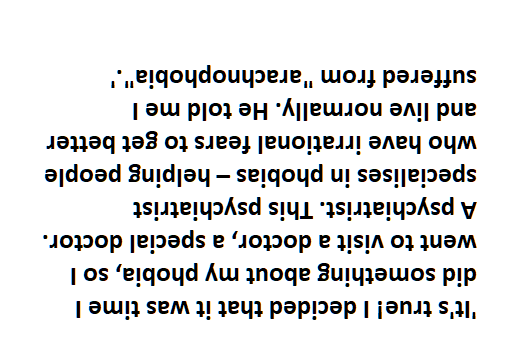 'It's true! I decided that it was time I
did something about my phobia, so I
went to visit a doctor, a special doctor.
A psychiatrist. This psychiatrist
specialises in phobias – helping people
who have irrational fears to get better
and live normally. He told me I
suffered from "arachnophobia".'